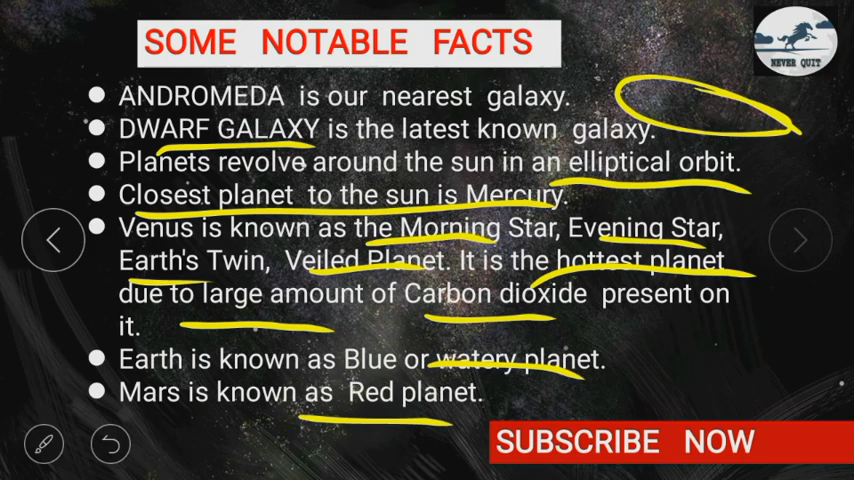 SOME NOTABLE FACTS
NEVER QUIT
ANDROMEDA is our nearest galaxy.
DWARF GALAXY is the latest known galaxy.
Planets revolve around the sun in an elliptical orbit.
Closest planet to the sun is Mercury.
Venus is known as the Morning Star, Evening Star,
Earth's Twin, Veiled Planet. It is the hottest planet
due to large amount of Carbon dioxide present on
it.
Earth is known as Blue or watery planet.
Mars is known as Red planet.
SUBSCRIBE NOW